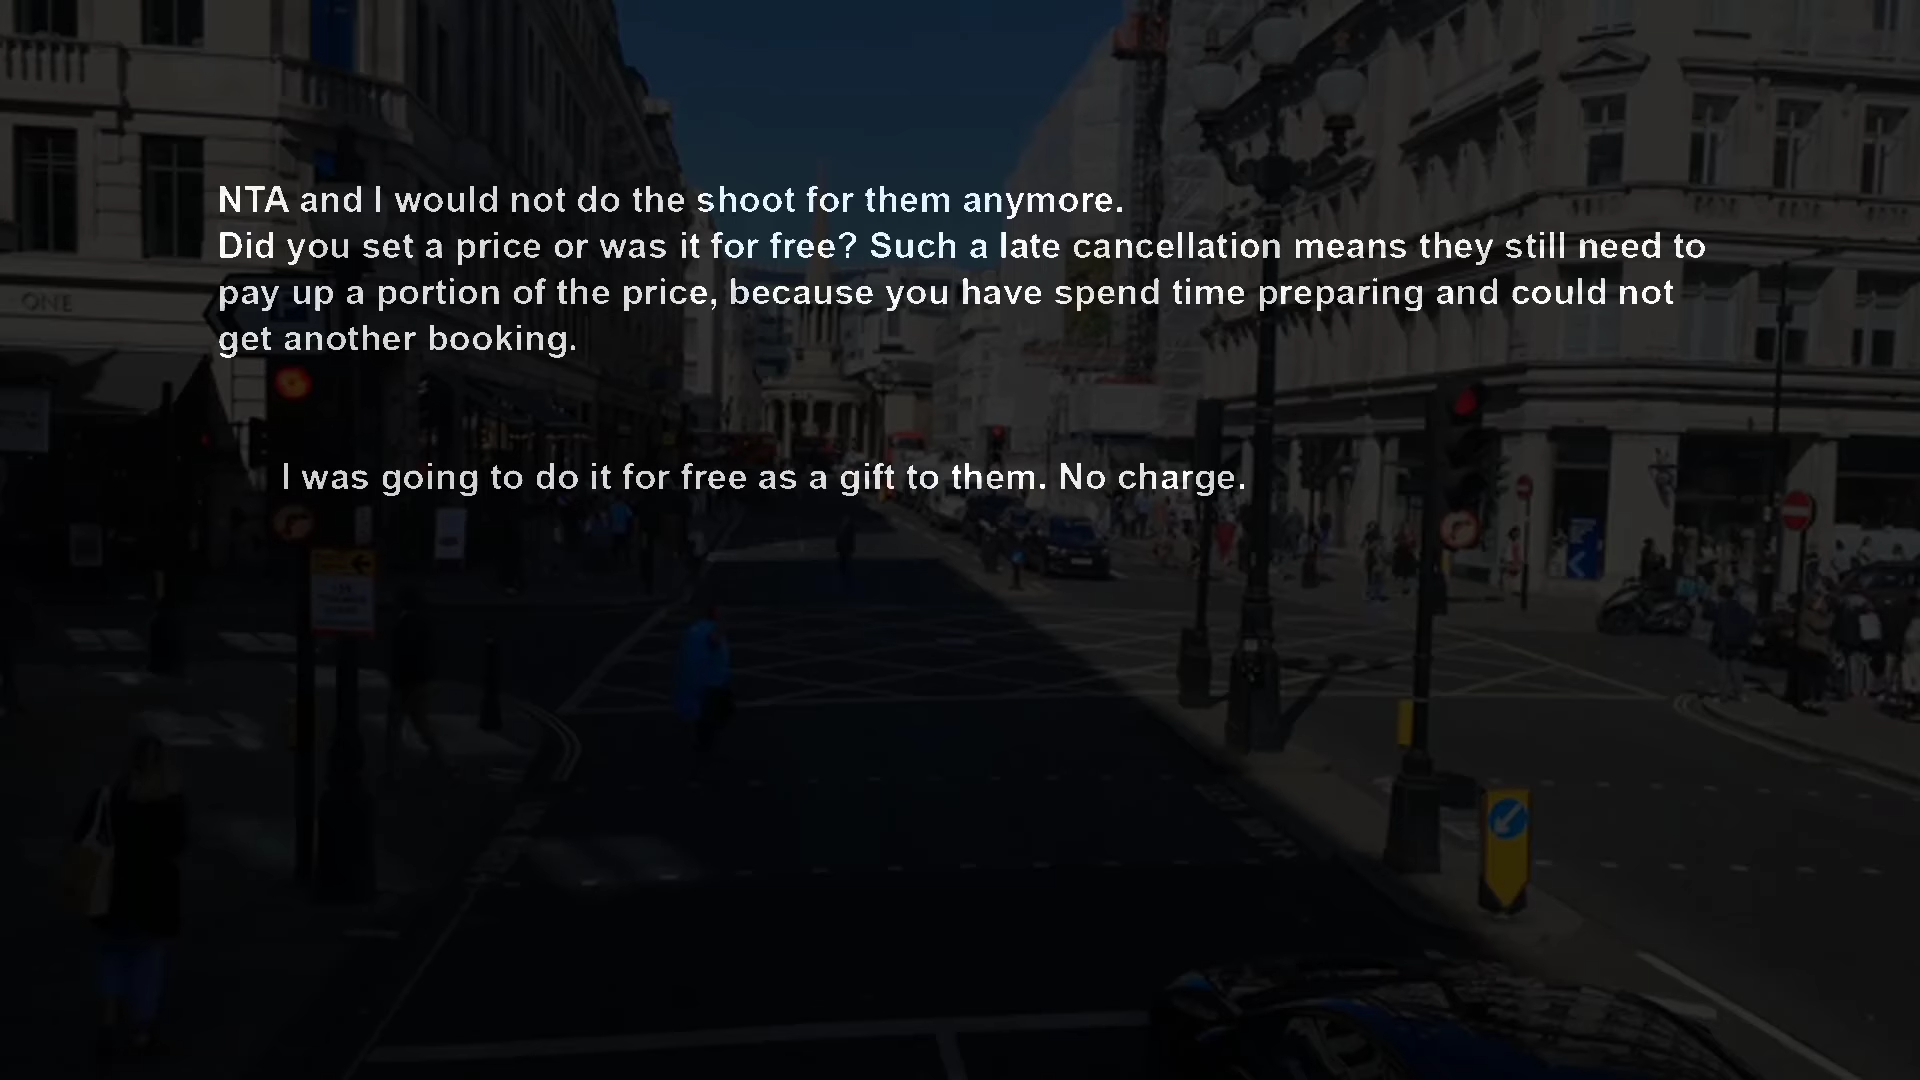 NTA and I would not do the shoot for them anymore.
Did you set a price or was it for free? Such a late cancellation means they still need to
pay up a portion of the price, because you have spend time preparing and could not
get another booking.
I was going to do it for free as a gift to them. No charge.
ONE